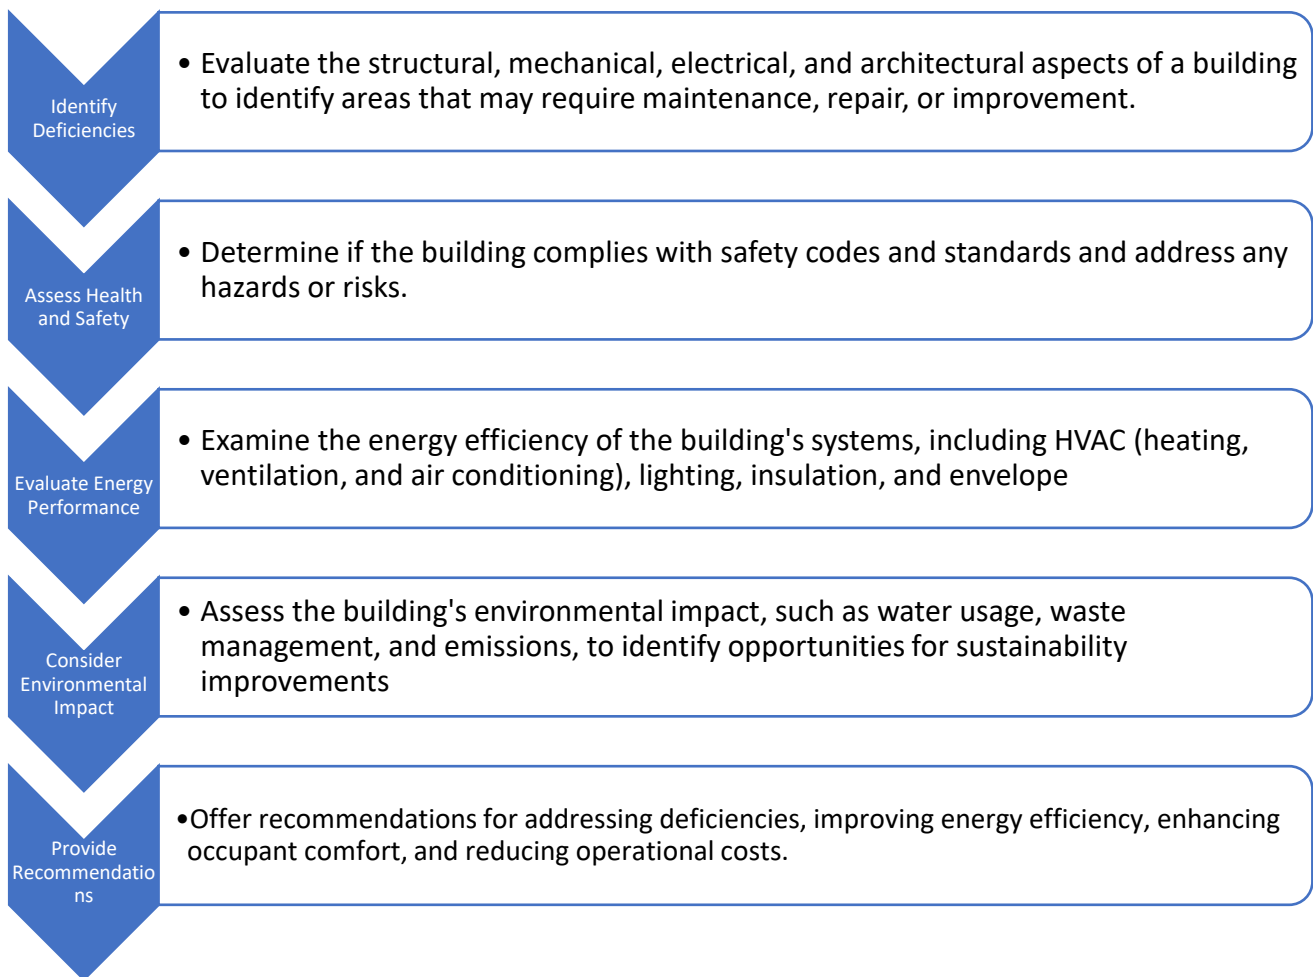 Identify
Deficiencies
• Evaluate the structural, mechanical, electrical, and architectural aspects of a building
to identify areas that may require maintenance, repair, or improvement.
Assess Health
and Safety
• Determine if the building complies with safety codes and standards and address any
hazards or risks.
Evaluate Energy
Performance
• Examine the energy efficiency of the building's systems, including HVAC (heating,
ventilation, and air conditioning), lighting, insulation, and envelope
Consider
Environmental
Impact
• Assess the building's environmental impact, such as water usage, waste
management, and emissions, to identify opportunities for sustainability
improvements
Provide
Recommendatio
ns
•Offer recommendations for addressing deficiencies, improving energy efficiency, enhancing
occupant comfort, and reducing operational costs.